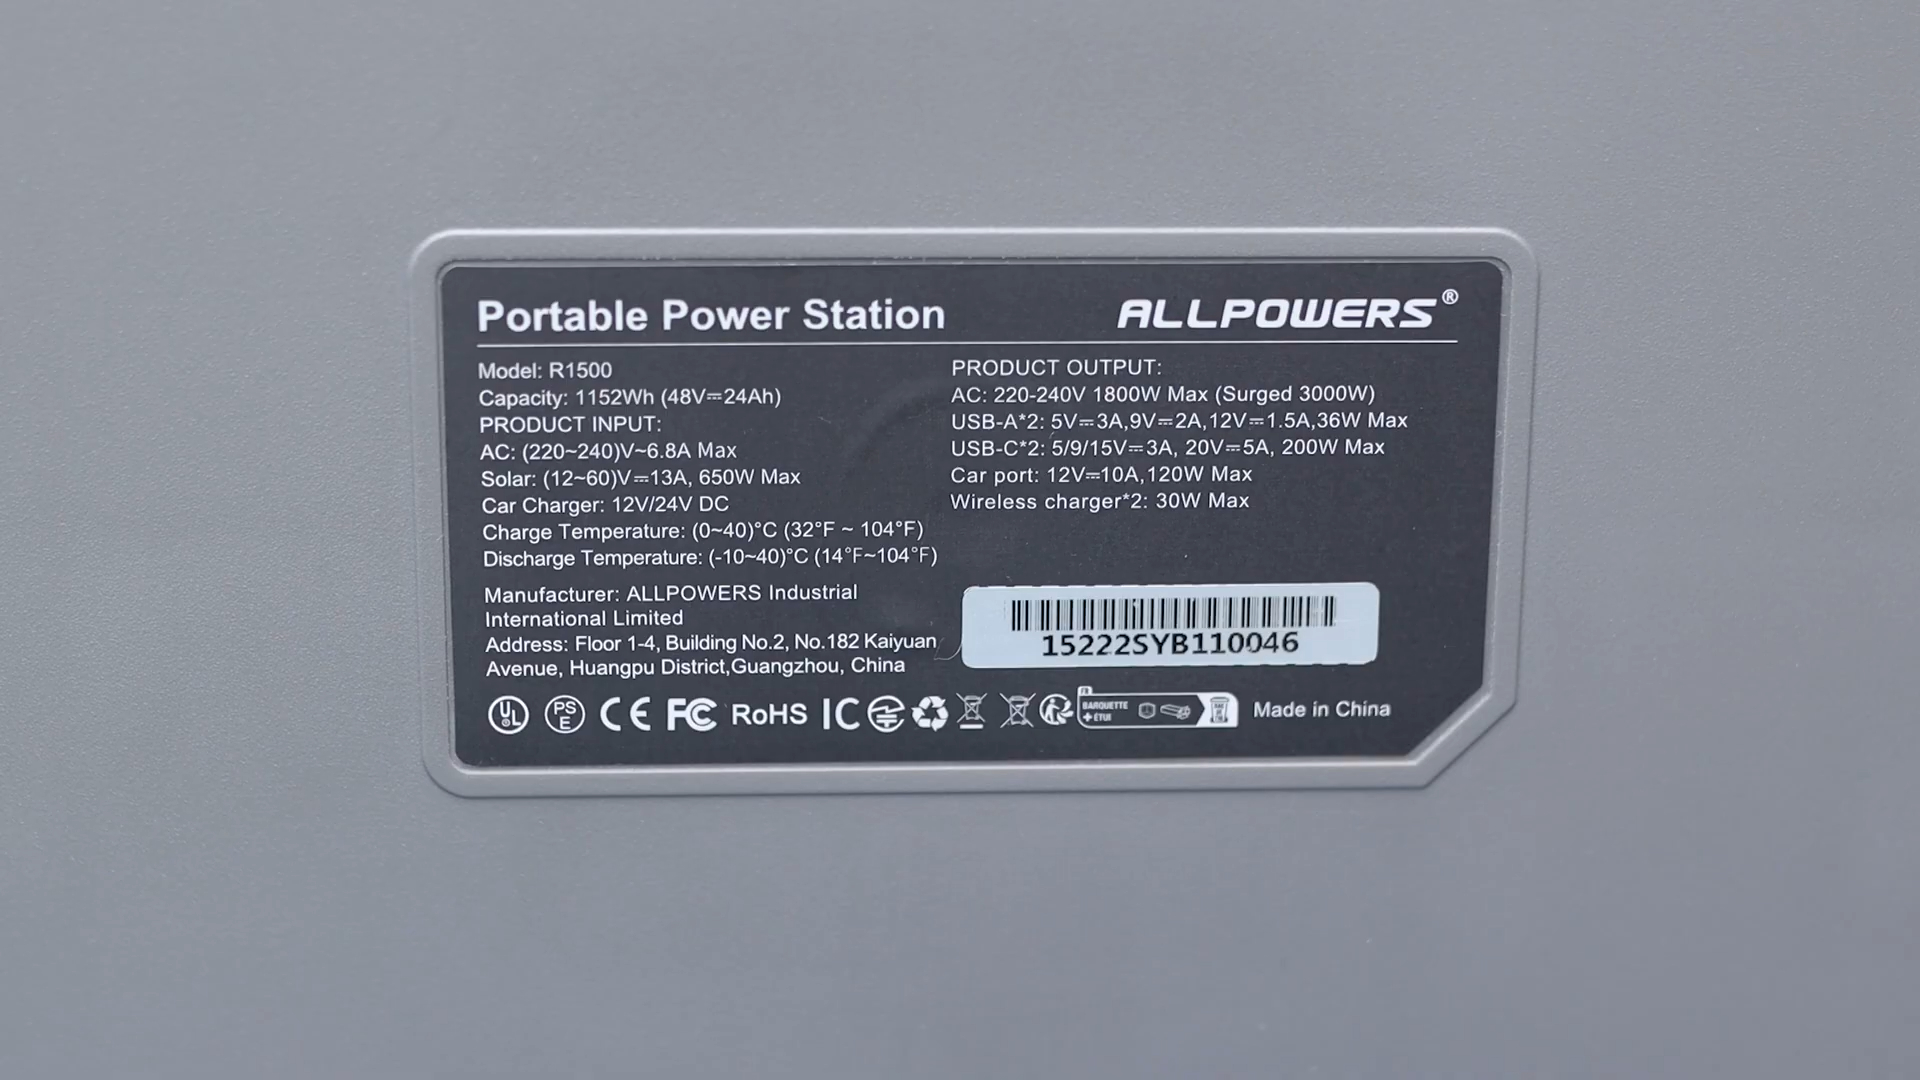 Portable Power Station
ALLPOWERS®
Model: R1500
Capacity: 1152Wh (48V⎓24Ah)
PRODUCT INPUT:
AC: (220~240)V~6.8A Max
Solar: (12~60)V⎓13A, 650W Max
Car Charger: 12V/24V DC
Charge Temperature: (0~40)°C (32°F ~ 104°F)
Discharge Temperature: (-10~40)°C (14°F~104°F)
Manufacturer: ALLPOWERS Industrial
International Limited
Address: Floor 1-4, Building No.2, No.182 Kaiyuan
Avenue, Huangpu District,Guangzhou, China
PRODUCT OUTPUT:
AC: 220-240V 1800W Max (Surged 3000W)
USB-A*2: 5V⎓3A,9V⎓2A,12V⎓1.5A,36W Max
USB-C*2: 5/9/15V⎓3A, 20V⎓5A, 200W Max
Car port: 12V⎓10A,120W Max
Wireless charger*2: 30W Max
15222SYB110046
UL PSE CE FC RoHS IC FR BARQUETTE Made in China
+ ÉTUI